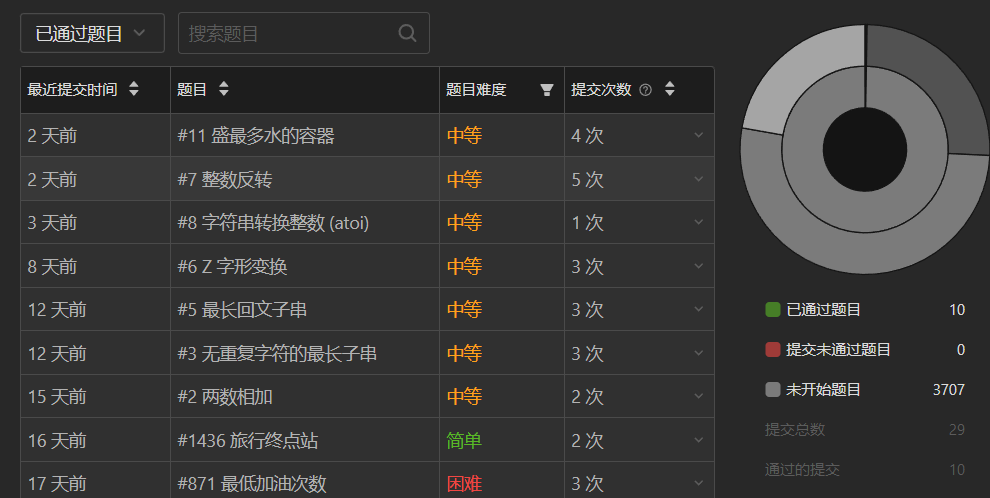 已通过题目 搜索题目
最近提交时间 题目 题目难度 提交次数 ?
2 天前 #11 盛最多水的容器 中等 4 次
2 天前 #7 整数反转 中等 5 次
3 天前 #8 字符串转换整数 (atoi) 中等 1 次
8 天前 #6 Z 字形变换 中等 3 次
12 天前 #5 最长回文子串 中等 3 次
12 天前 #3 无重复字符的最长子串 中等 3 次
15 天前 #2 两数相加 中等 2 次
16 天前 #1436 旅行终点站 简单 2 次
17 天前 #871 最低加油次数 困难 3 次
已通过题目 10
提交未通过题目 0
未开始题目 3707
提交总数 29
通过的提交 10